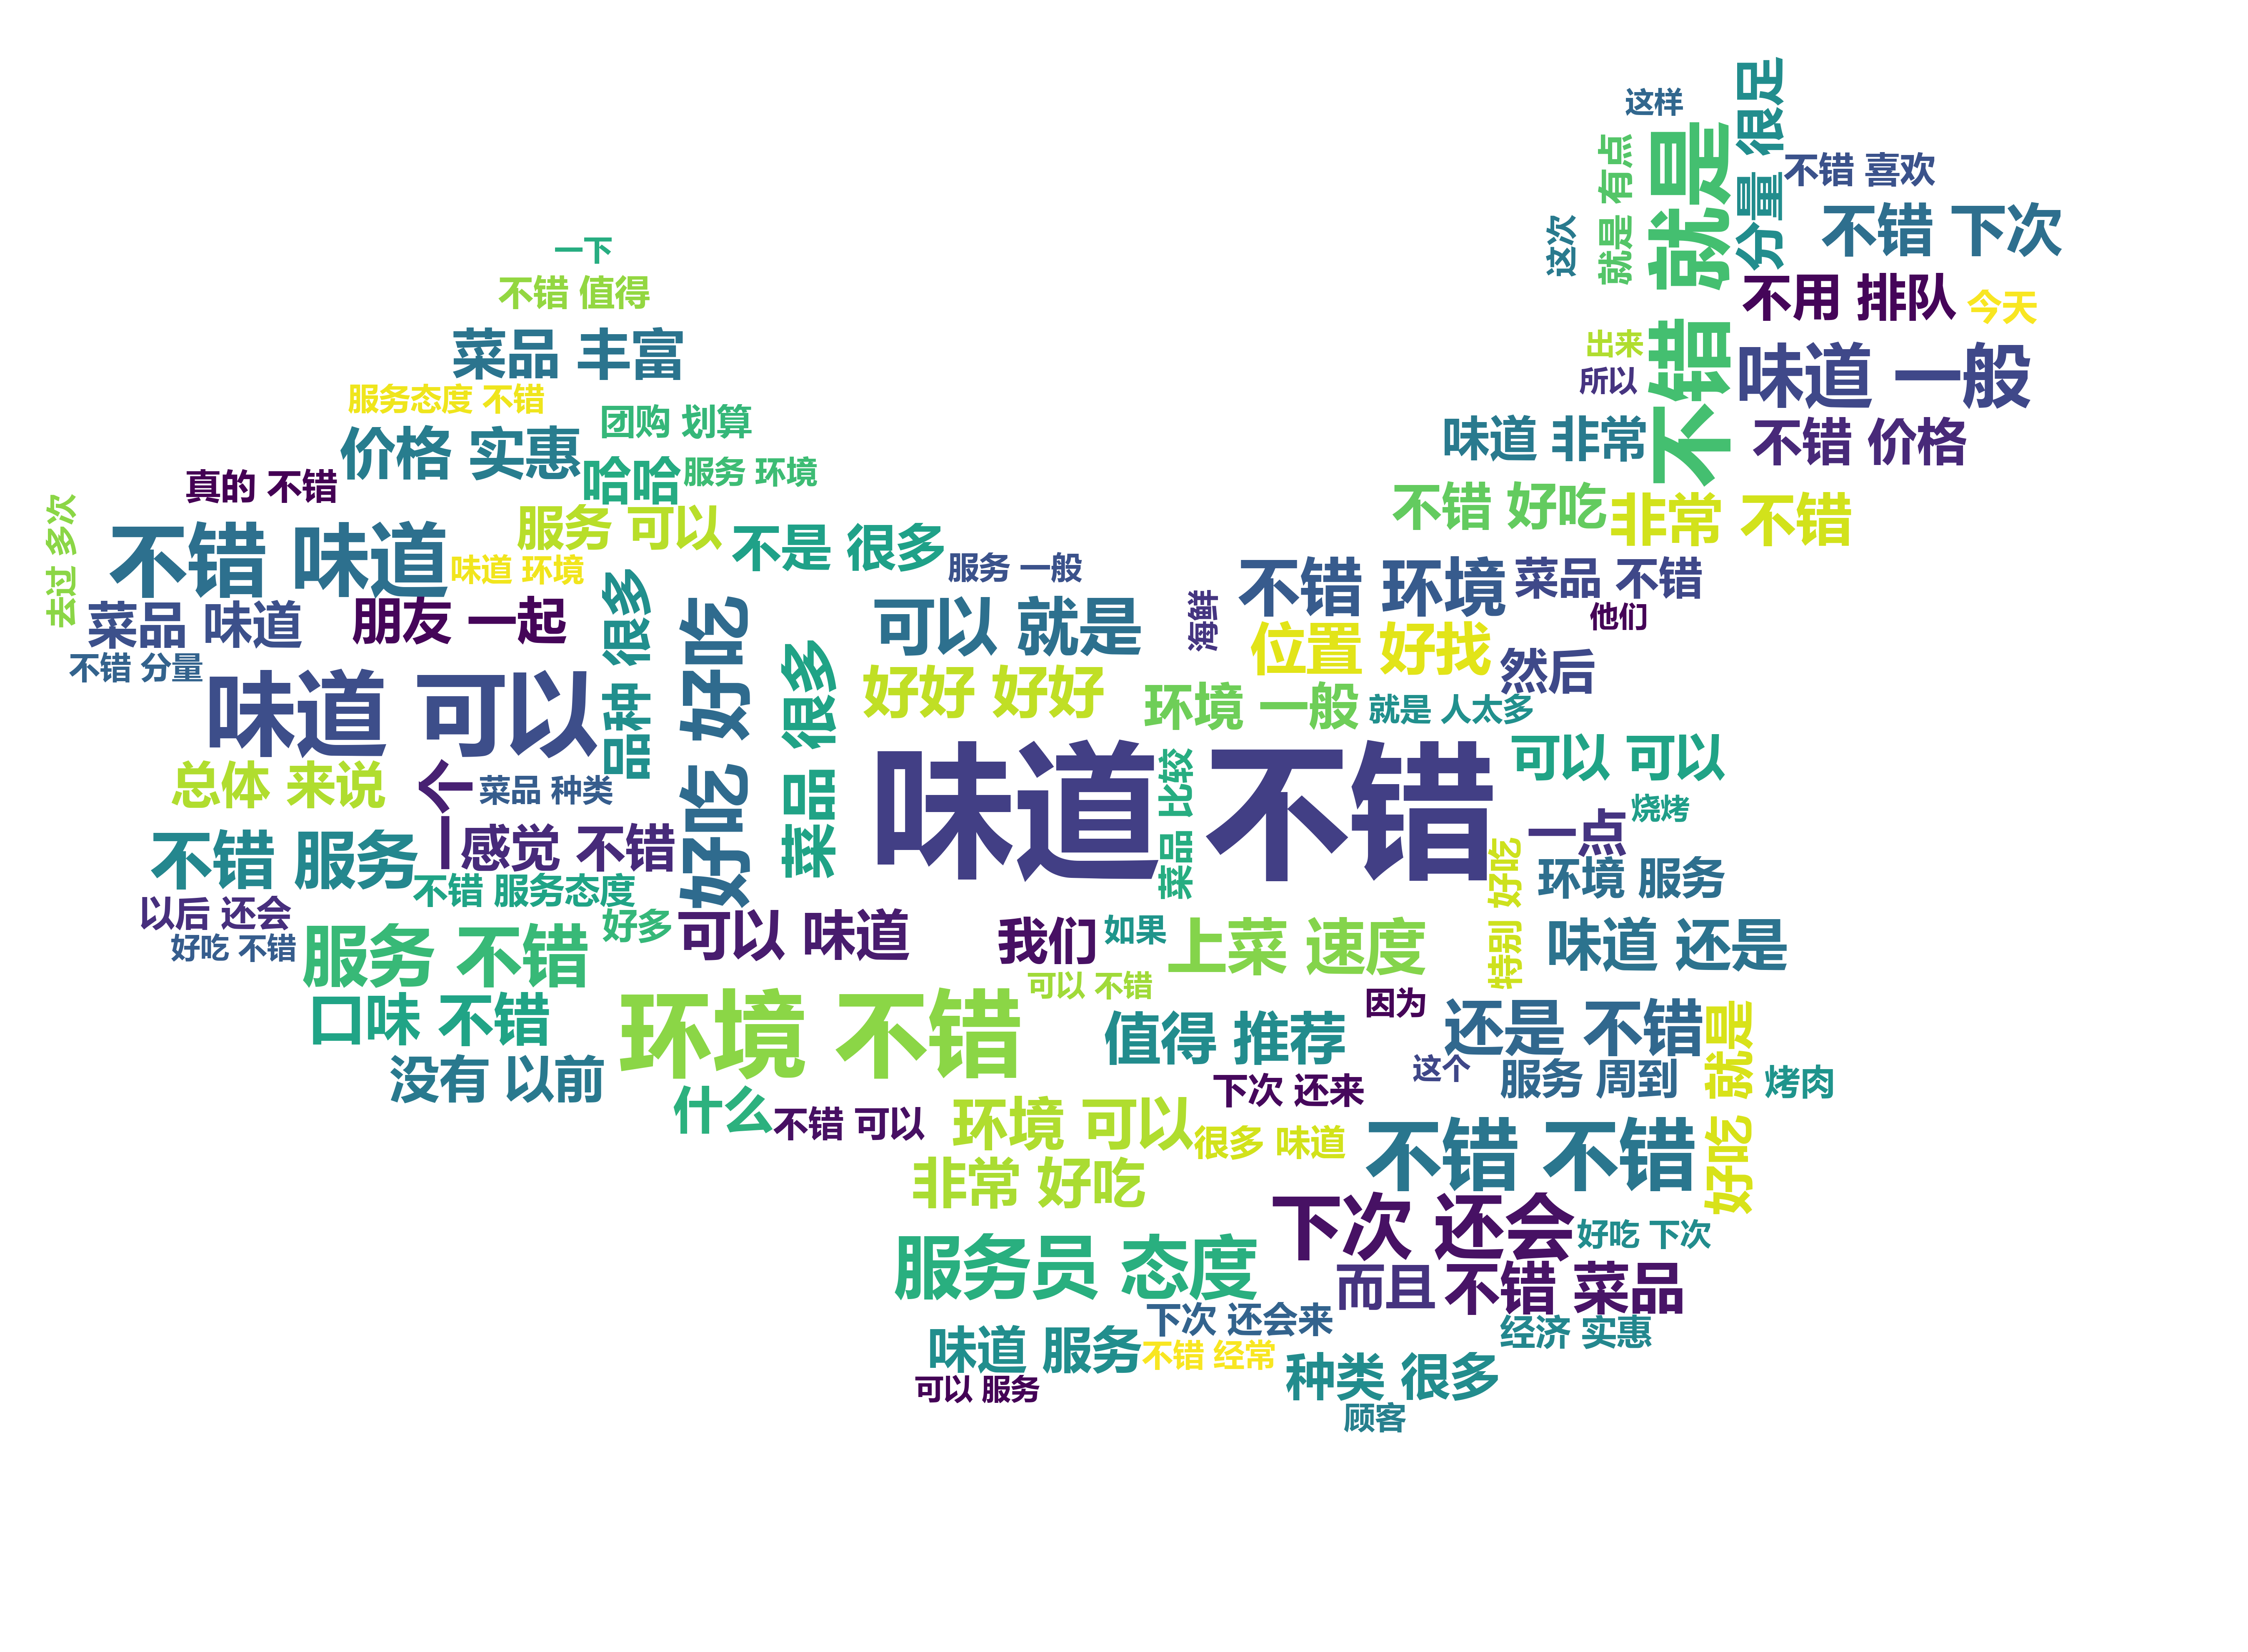 这样
分量 很足
就是 有点
不错 就是
不错 喜欢
这次
不错 下次
一下
不错 值得
不用 排队
今天
菜品 丰富
出来
味道 一般
所以
服务态度 不错
团购 划算
价格 实惠
味道 非常
不错 价格
哈哈
服务 环境
真的 不错
去过 多次
不错 好吃
非常 不错
服务 可以
不是 很多
不错 味道
味道 环境
服务 一般
品种 很多
好吃 好吃
不错 环境
菜品 不错
海鲜
他们
菜品 味道
朋友 一起
可以 就是
位置 好找
不错 分量
菜品 很多
然后
味道 可以
好好 好好
环境 一般
就是 人太多
味道 不错
菜品 比较
可以 可以
总体 来说
一个
菜品 种类
烧烤
一点
不错 服务
感觉 不错
特别 好吃
环境 服务
不错 服务态度
以后 还会
好多
可以 味道
我们
如果
上菜 速度
味道 还是
好吃 不错
服务 不错
可以 不错
环境 不错
因为
口味 不错
值得 推荐
还是 不错
好吃 就是
没有 以前
这个
服务 周到
烤肉
下次 还来
什么
不错 可以
环境 可以
很多 味道
不错 不错
非常 好吃
下次 还会
好吃 下次
服务员 态度
而且
不错 菜品
下次 还会来
经济 实惠
味道 服务
不错 经常
种类 很多
可以 服务
顾客